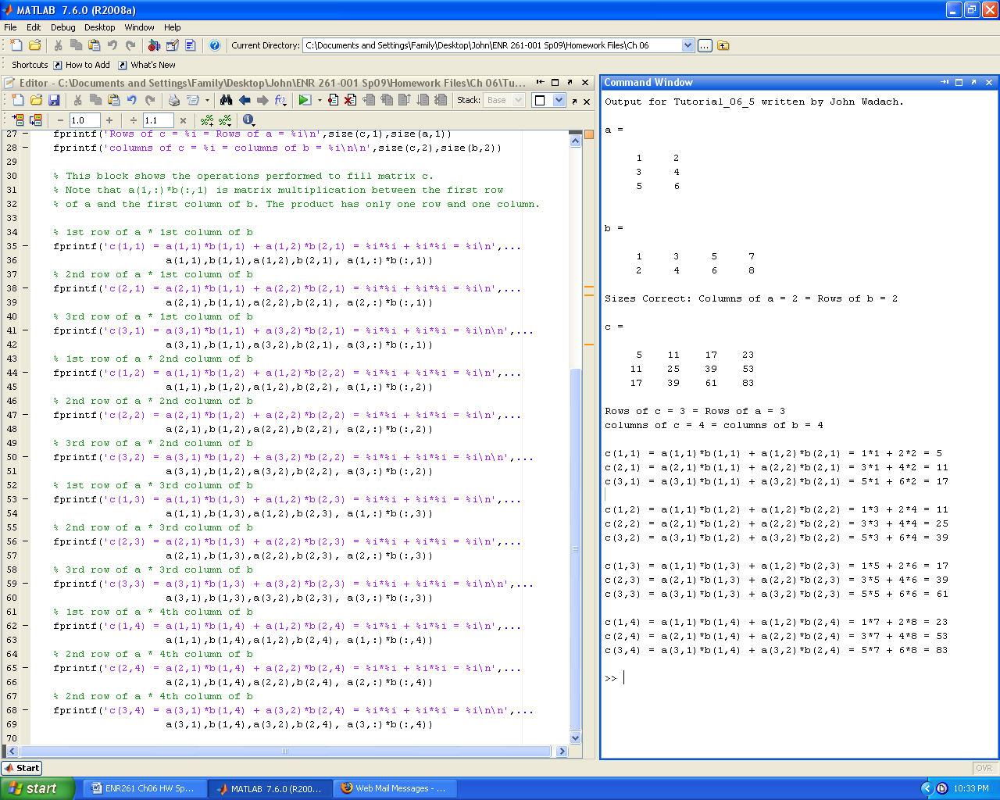 MATLAB 7.6.0 (R2008a)
File Edit Debug Desktop Window Help
Current Directory: C:\Documents and Settings\Family\Desktop\John\ENR 261-001 Sp09\Homework Files\Ch 06
Shortcuts How to Add What's New
Editor - C:\Documents and Settings\Family\Desktop\John\ENR 261-001 Sp09\Homework Files\Ch 06\Tu...
Stack: Base
1.0 1.1
27 fprintf('Rows of c = %i = Rows of a = %i\n',size(c,1),size(a,1))
28 fprintf('columns of c = %i = columns of b = %i\n\n',size(c,2),size(b,2))
29
30 % This block shows the operations performed to fill matrix c.
31 % Note that a(1,:)*b(:,1) is matrix multiplication between the first row
32 % of a and the first column of b. The product has only one row and one column.
33
34 % 1st row of a * 1st column of b
35 fprintf('c(1,1) = a(1,1)*b(1,1) + a(1,2)*b(2,1) = %i*%i + %i*%i = %i\n',...
36 a(1,1),b(1,1),a(1,2),b(2,1), a(1,:)*b(:,1))
37 % 2nd row of a * 1st column of b
38 fprintf('c(2,1) = a(2,1)*b(1,1) + a(2,2)*b(2,1) = %i*%i + %i*%i = %i\n',...
39 a(2,1),b(1,1),a(2,2),b(2,1), a(2,:)*b(:,1))
40 % 3rd row of a * 1st column of b
41 fprintf('c(3,1) = a(3,1)*b(1,1) + a(3,2)*b(2,1) = %i*%i + %i*%i = %i\n\n',...
42 a(3,1),b(1,1),a(3,2),b(2,1), a(3,:)*b(:,1))
43 % 1st row of a * 2nd column of b
44 fprintf('c(1,2) = a(1,1)*b(1,2) + a(1,2)*b(2,2) = %i*%i + %i*%i = %i\n',...
45 a(1,1),b(1,2),a(1,2),b(2,2), a(1,:)*b(:,2))
46 % 2nd row of a * 2nd column of b
47 fprintf('c(2,2) = a(2,1)*b(1,2) + a(2,2)*b(2,2) = %i*%i + %i*%i = %i\n',...
48 a(2,1),b(1,2),a(2,2),b(2,2), a(2,:)*b(:,2))
49 % 3rd row of a * 2nd column of b
50 fprintf('c(3,2) = a(3,1)*b(1,2) + a(3,2)*b(2,2) = %i*%i + %i*%i = %i\n\n',...
51 a(3,1),b(1,2),a(3,2),b(2,2), a(3,:)*b(:,2))
52 % 1st row of a * 3rd column of b
53 fprintf('c(1,3) = a(1,1)*b(1,3) + a(1,2)*b(2,3) = %i*%i + %i*%i = %i\n',...
54 a(1,1),b(1,3),a(1,2),b(2,3), a(1,:)*b(:,3))
55 % 2nd row of a * 3rd column of b
56 fprintf('c(2,3) = a(2,1)*b(1,3) + a(2,2)*b(2,3) = %i*%i + %i*%i = %i\n',...
57 a(2,1),b(1,3),a(2,2),b(2,3), a(2,:)*b(:,3))
58 % 3rd row of a * 3rd column of b
59 fprintf('c(3,3) = a(3,1)*b(1,3) + a(3,2)*b(2,3) = %i*%i + %i*%i = %i\n\n',...
60 a(3,1),b(1,3),a(3,2),b(2,3), a(3,:)*b(:,3))
61 % 1st row of a * 4th column of b
62 fprintf('c(1,4) = a(1,1)*b(1,4) + a(1,2)*b(2,4) = %i*%i + %i*%i = %i\n',...
63 a(1,1),b(1,4),a(1,2),b(2,4), a(1,:)*b(:,4))
64 % 2nd row of a * 4th column of b
65 fprintf('c(2,4) = a(2,1)*b(1,4) + a(2,2)*b(2,4) = %i*%i + %i*%i = %i\n',...
66 a(2,1),b(1,4),a(2,2),b(2,4), a(2,:)*b(:,4))
67 % 2nd row of a * 4th column of b
68 fprintf('c(3,4) = a(3,1)*b(1,4) + a(3,2)*b(2,4) = %i*%i + %i*%i = %i\n\n',...
69 a(3,1),b(1,4),a(3,2),b(2,4), a(3,:)*b(:,4))
70
Command Window
Output for Tutorial_06_5 written by John Wadach.
a =
1 2
3 4
5 6
b =
1 3 5 7
2 4 6 8
Sizes Correct: Columns of a = 2 = Rows of b = 2
c =
5 11 17 23
11 25 39 53
17 39 61 83
Rows of c = 3 = Rows of a = 3
columns of c = 4 = columns of b = 4
c(1,1) = a(1,1)*b(1,1) + a(1,2)*b(2,1) = 1*1 + 2*2 = 5
c(2,1) = a(2,1)*b(1,1) + a(2,2)*b(2,1) = 3*1 + 4*2 = 11
c(3,1) = a(3,1)*b(1,1) + a(3,2)*b(2,1) = 5*1 + 6*2 = 17
c(1,2) = a(1,1)*b(1,2) + a(1,2)*b(2,2) = 1*3 + 2*4 = 11
c(2,2) = a(2,1)*b(1,2) + a(2,2)*b(2,2) = 3*3 + 4*4 = 25
c(3,2) = a(3,1)*b(1,2) + a(3,2)*b(2,2) = 5*3 + 6*4 = 39
c(1,3) = a(1,1)*b(1,3) + a(1,2)*b(2,3) = 1*5 + 2*6 = 17
c(2,3) = a(2,1)*b(1,3) + a(2,2)*b(2,3) = 3*5 + 4*6 = 39
c(3,3) = a(3,1)*b(1,3) + a(3,2)*b(2,3) = 5*5 + 6*6 = 61
c(1,4) = a(1,1)*b(1,4) + a(1,2)*b(2,4) = 1*7 + 2*8 = 23
c(2,4) = a(2,1)*b(1,4) + a(2,2)*b(2,4) = 3*7 + 4*8 = 53
c(3,4) = a(3,1)*b(1,4) + a(3,2)*b(2,4) = 5*7 + 6*8 = 83
>>
Start OVR
start ENR261 Ch06 HW Sp... MATLAB 7.6.0 (R200... Web Mail Messages - ... 10:33 PM